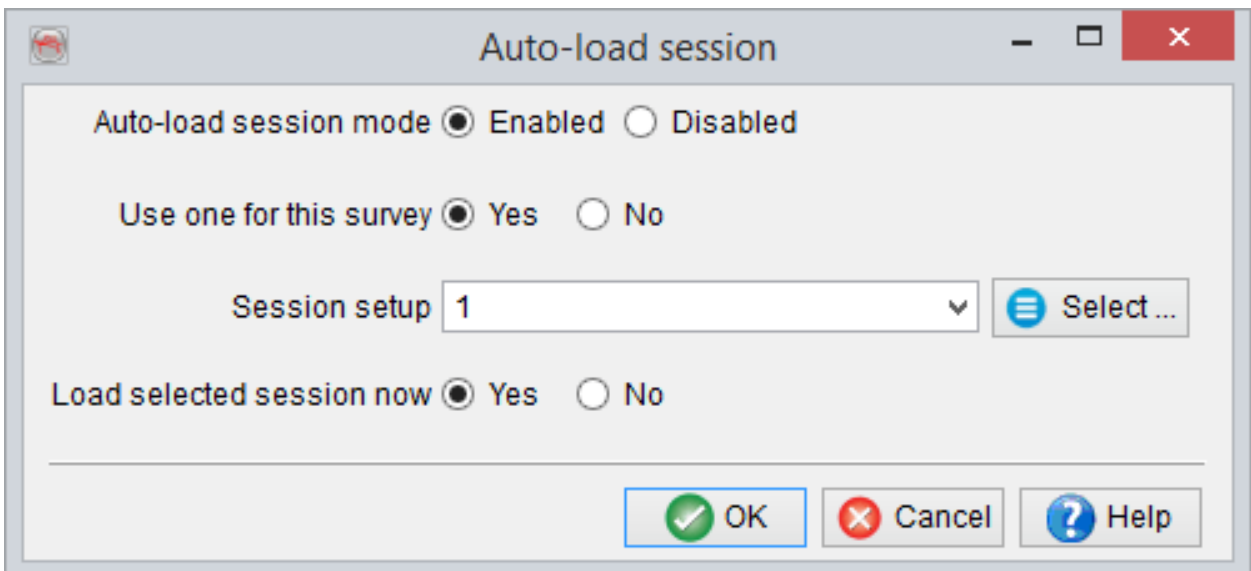 Auto-load session
Auto-load session mode Enabled Disabled
Use one for this survey Yes No
Session setup 1 Select ...
Load selected session now Yes No
OK Cancel Help